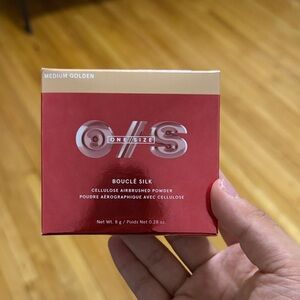 MEDIUM GOLDEN
O/S
ONE/SIZE
BOUCLÉ SILK
CELLULOSE AIRBRUSHED POWDER
POUDRE AÉROGRAPHIQUE AVEC CELLULOSE
Net Wt. 8 g / Poids Net 0.28 oz.